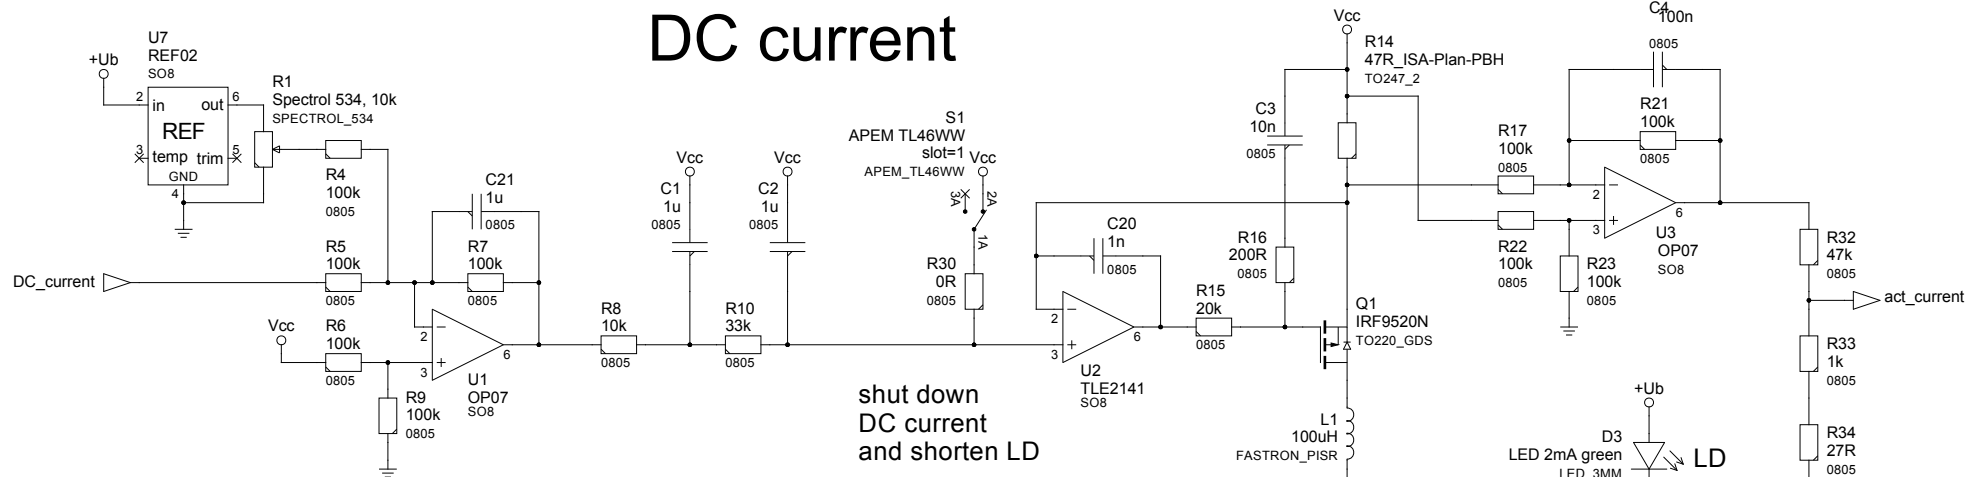 DC current
+Ub
U7
REF02
SO8
2
in
out
6
REF
3
temp
trim
5
GND
4
R1
Spectrol 534, 10k
SPECTROL_534
R4
100k
0805
C21
1u
0805
R5
100k
0805
R7
100k
0805
DC_current
Vcc
R6
100k
0805
2
3
6
U1
OP07
SO8
R9
100k
0805
R8
10k
0805
Vcc
C1
1u
0805
R10
33k
0805
Vcc
C2
1u
0805
S1
APEM TL46WW
slot=1
APEM_TL46WW
Vcc
3A
2A
1A
R30
0R
0805
shut down
DC current
and shorten LD
C20
1n
0805
2
3
6
U2
TLE2141
SO8
R15
20k
0805
C3
10n
0805
R16
200R
0805
Vcc
R14
47R_ISA-Plan-PBH
TO247_2
Q1
IRF9520N
TO220_GDS
L1
100uH
FASTRON_PISR
C4
100n
0805
R21
100k
0805
R17
100k
0805
R22
100k
0805
R23
100k
0805
2
3
6
U3
OP07
SO8
R32
47k
0805
act_current
R33
1k
0805
R34
27R
0805
+Ub
D3
LED 2mA green
LED_3MM
LD